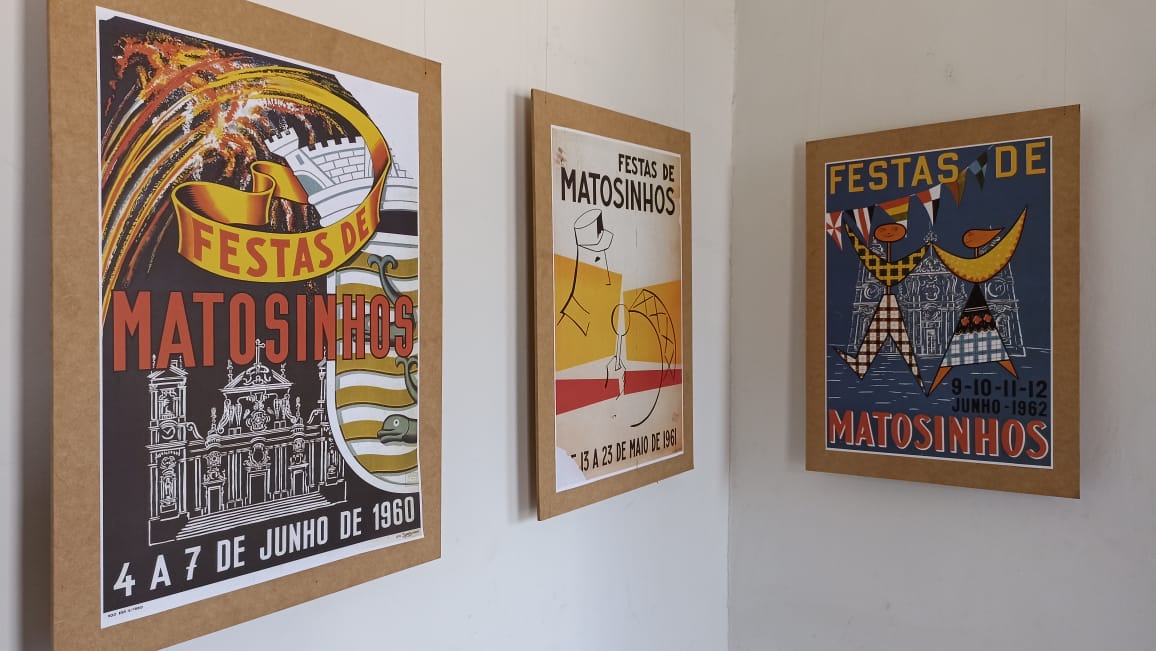 FESTAS DE
MATOSINHOS
4 A 7 DE JUNHO DE 1960
FESTAS DE
MATOSINHOS
13 A 23 DE MAIO DE 1961
FESTAS DE
9-10-11-12
JUNHO-1962
MATOSINHOS